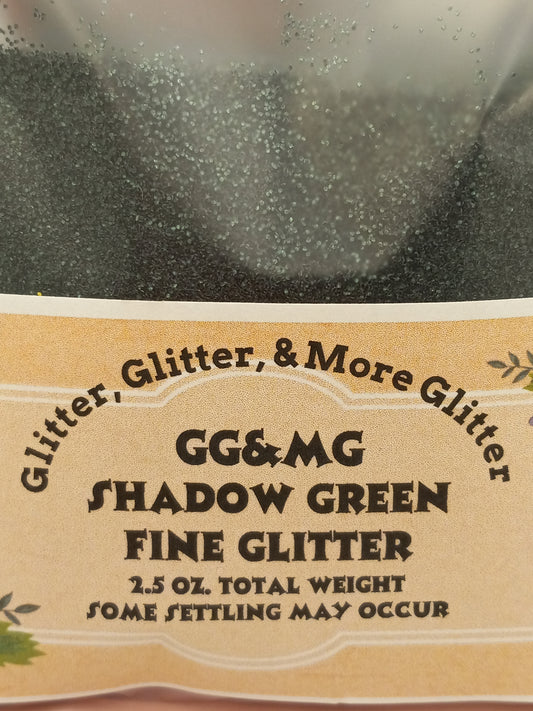 Glitter, Glitter, & More Glitter
GG&MG
SHADOW GREEN
FINE GLITTER
2.5 OZ. TOTAL WEIGHT
SOME SETTLING MAY OCCUR